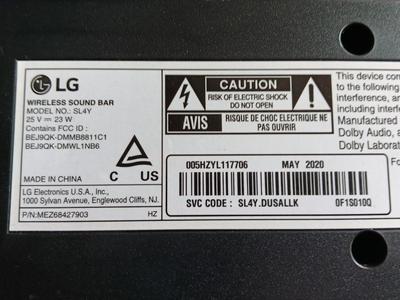 LG
WIRELESS SOUND BAR
MODEL NO.: SL4Y
25 V ⎓ 23 W
Contains FCC ID :
BEJ9QK-DMMB8811C1
BEJ9QK-DMWL1NB6
C US
MADE IN CHINA
LG Electronics U.S.A., Inc.,
1000 Sylvan Avenue, Englewood Cliffs, NJ
P/N:MEZ68427903 HZ
CAUTION
RISK OF ELECTRIC SHOCK
DO NOT OPEN
AVIS
RISQUE DE CHOC ELECTRIQUE NE
PAS OUVRIR
005HZYL117706 MAY 2020
SVC CODE : SL4Y.DUSALLK 0F1S010Q
This device com
to the following
interference, an
including interfe
Manufactured u
Dolby Audio, a
Dolby Laborat
Fo